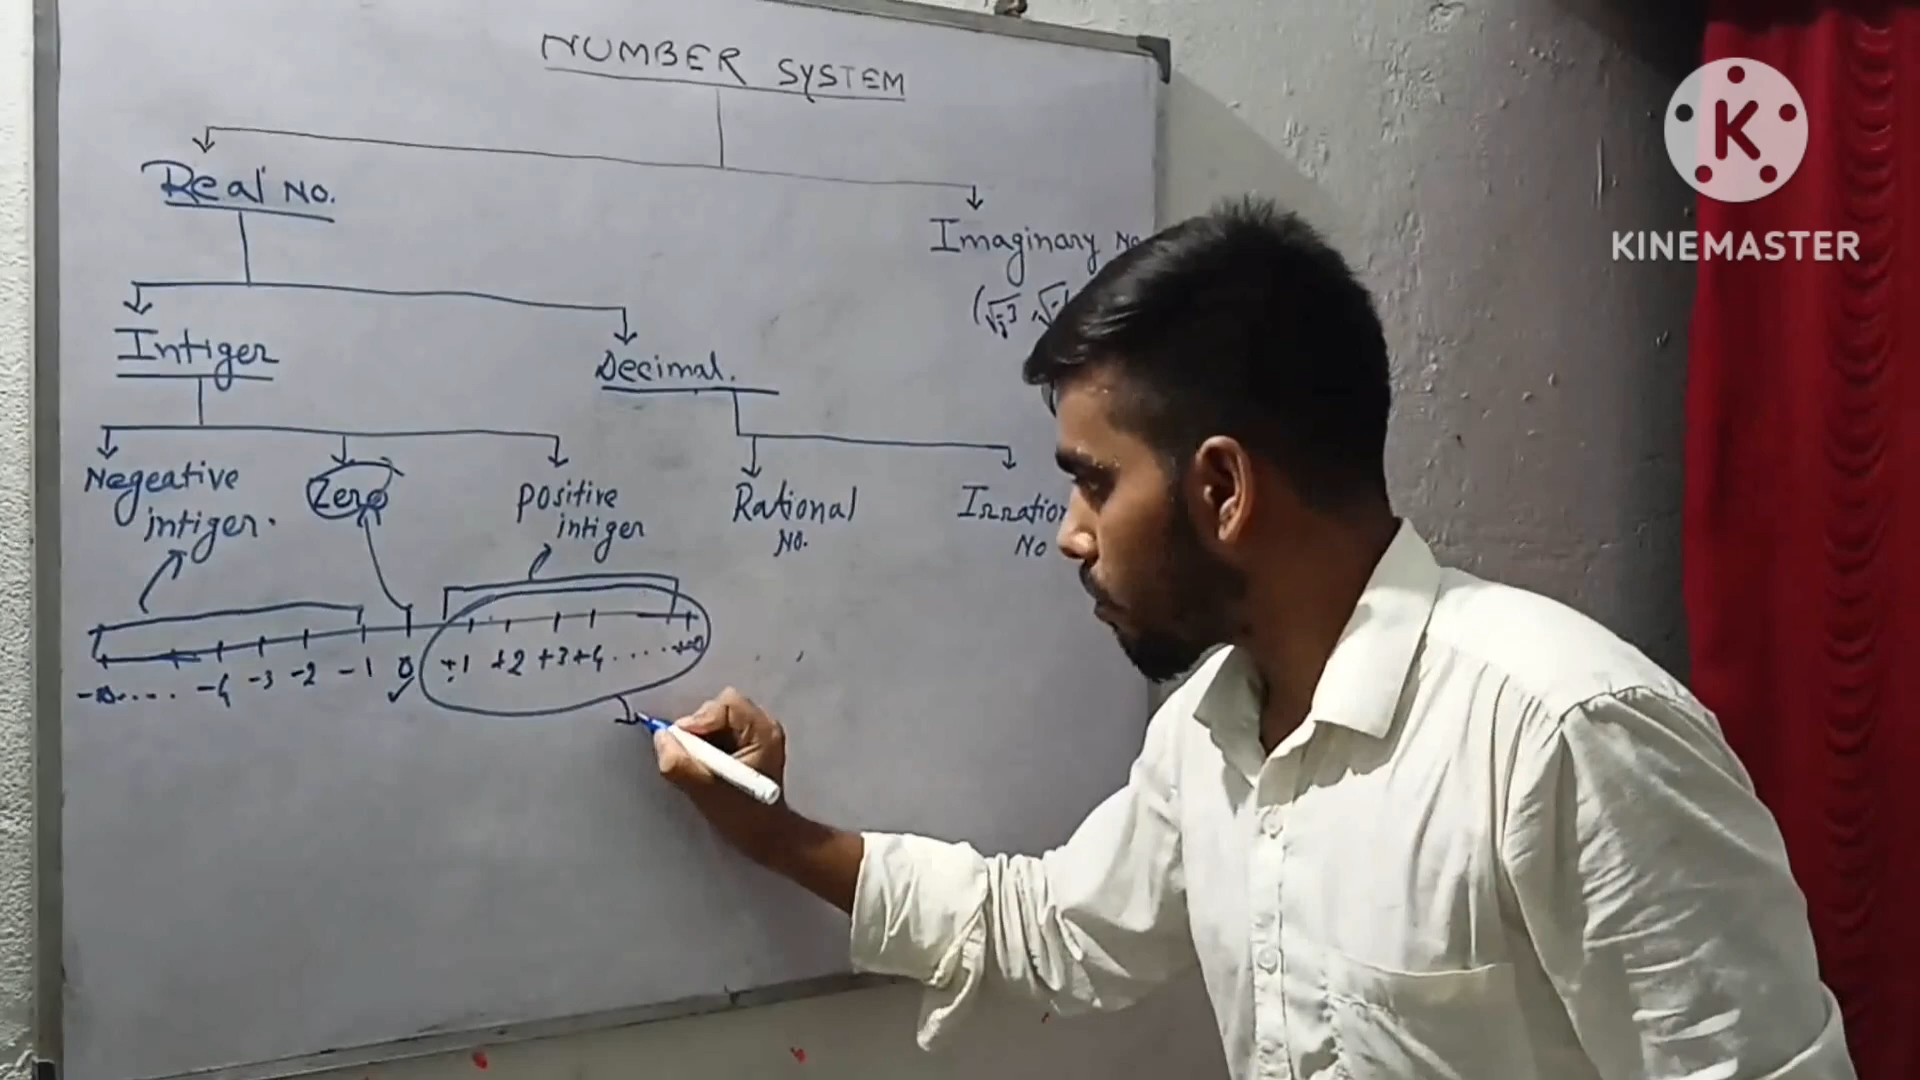 NUMBER SYSTEM
Real No.
Imaginary No
Intiger
Decimal.
Negeative
intiger.
Zero
Positive
intiger
Rational
No.
No
-4 -3 -2 -1 0 +1 +2 +3 +4 .....+∞
K
KINEMASTER